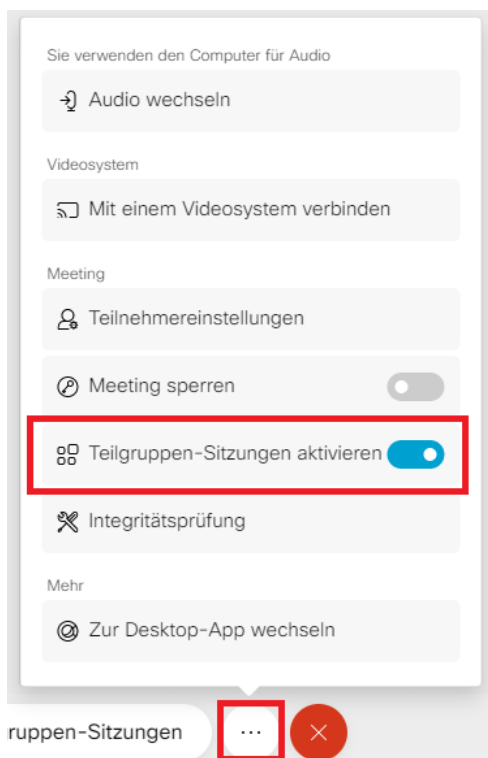 Sie verwenden den Computer für Audio
Audio wechseln
Videosystem
Mit einem Videosystem verbinden
Meeting
Teilnehmereinstellungen
Meeting sperren
Teilgruppen-Sitzungen aktivieren
Integritätsprüfung
Mehr
Zur Desktop-App wechseln
ruppen-Sitzungen